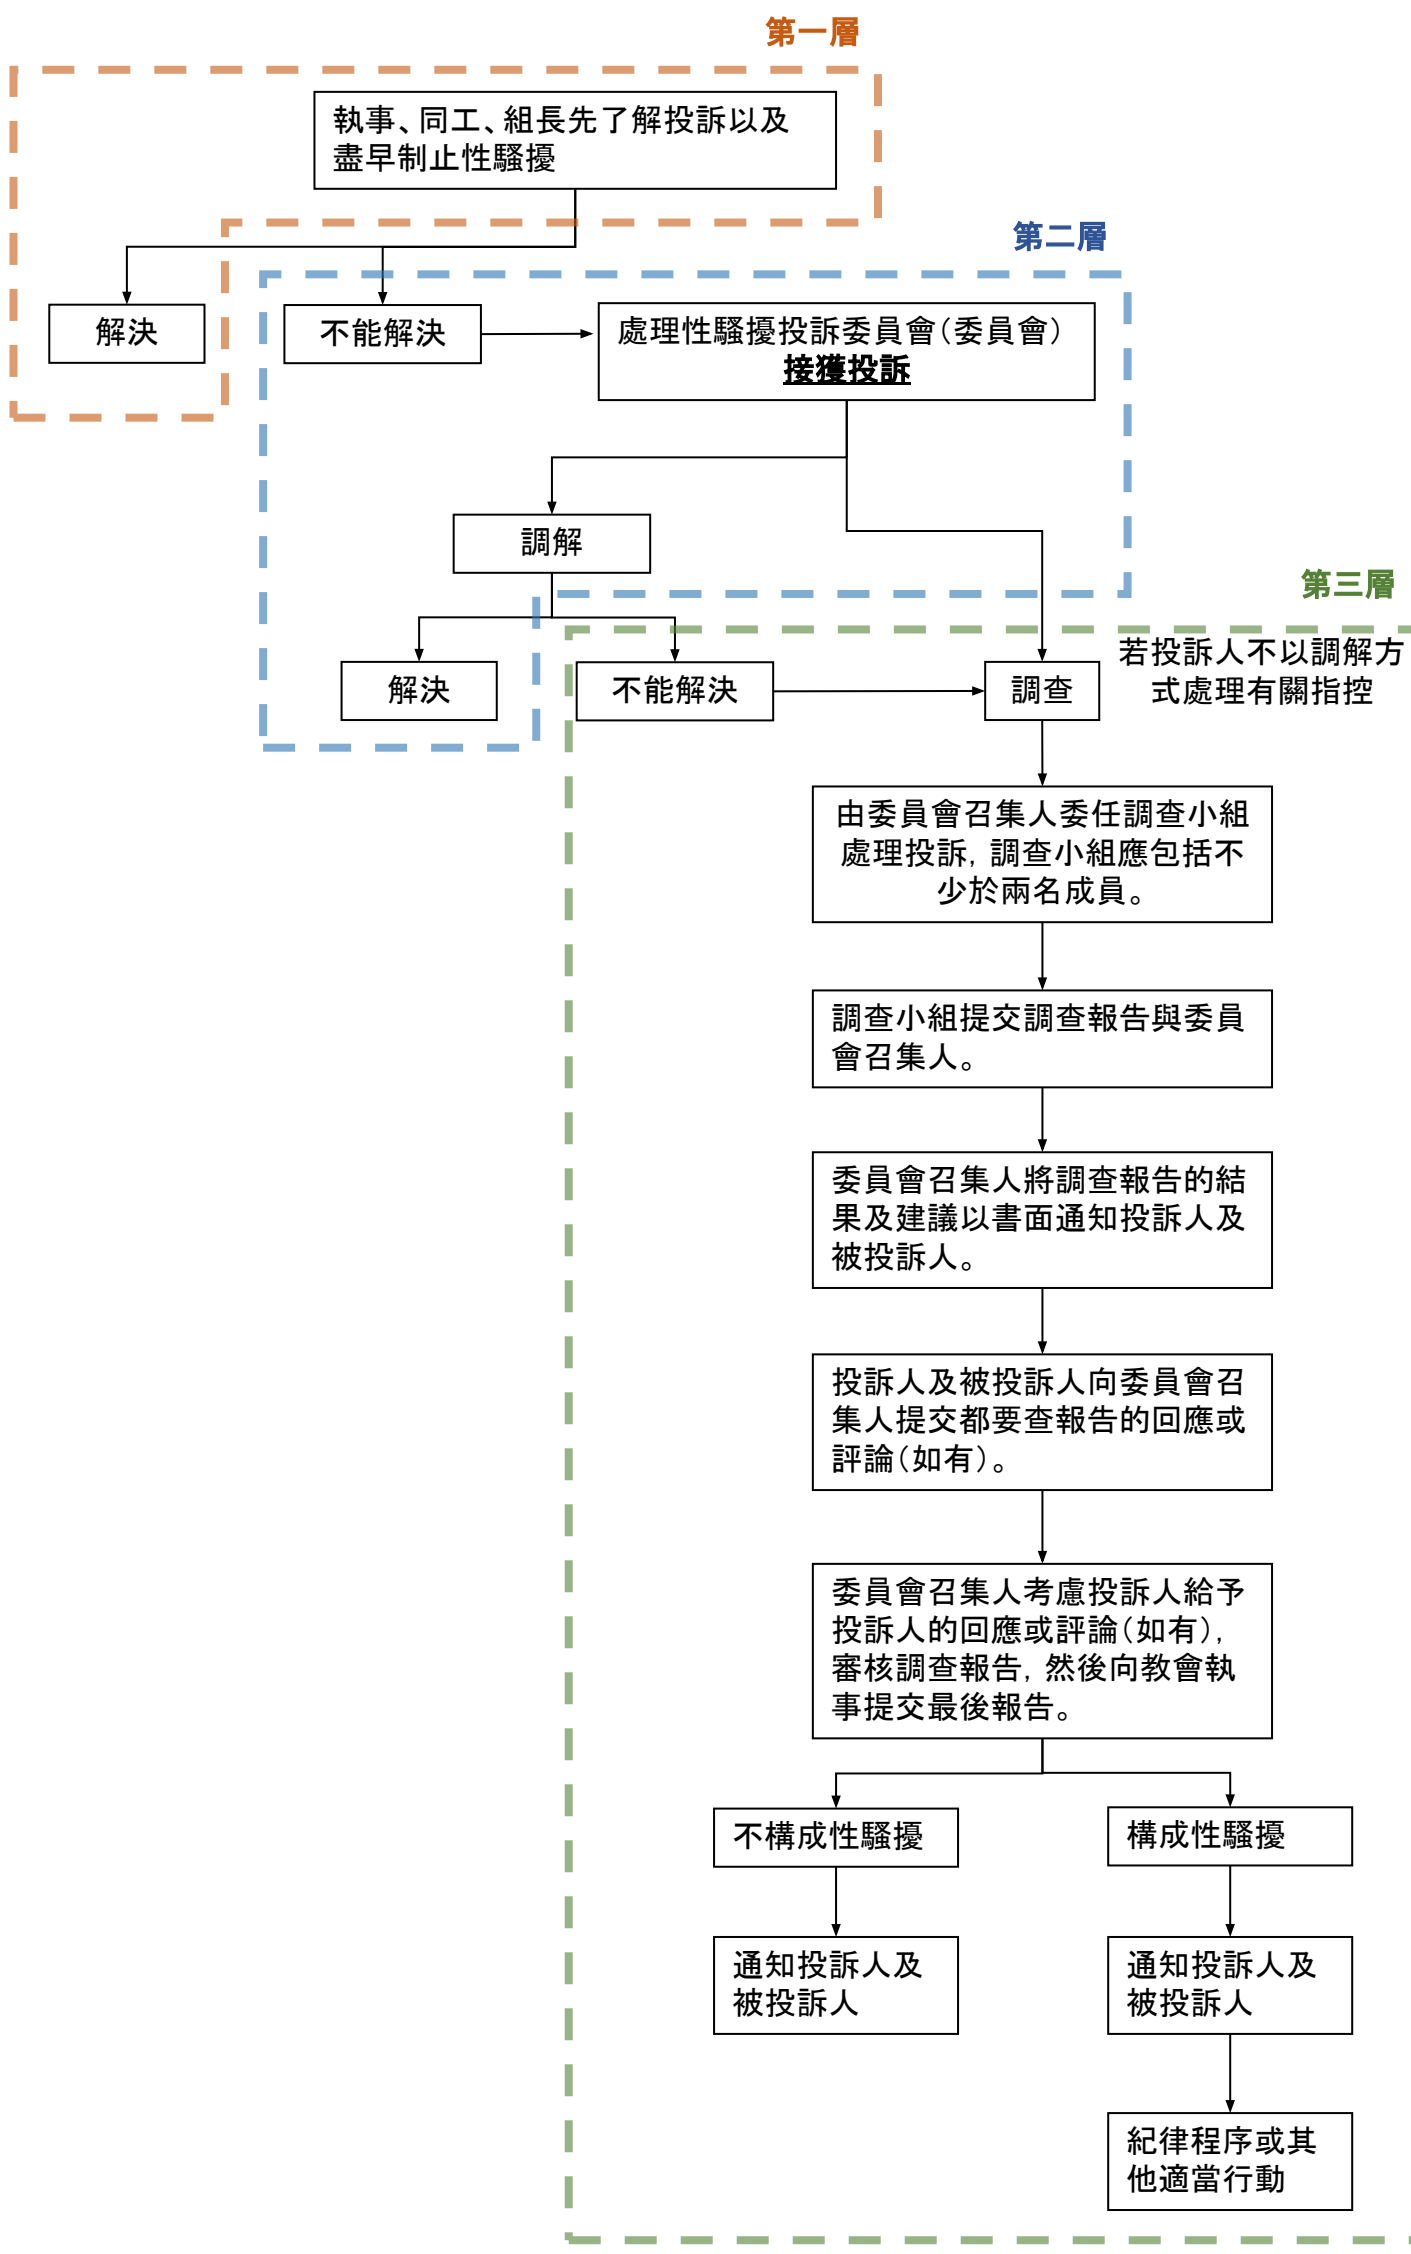 第一層
執事、同工、組長先了解投訴以及
盡早制止性騷擾
第二層
解決
不能解決
處理性騷擾投訴委員會(委員會)
接獲投訴
調解
第三層
解決
不能解決
調查
若投訴人不以調解方
式處理有關指控
由委員會召集人委任調查小組
處理投訴, 調查小組應包括不
少於兩名成員。
調查小組提交調查報告與委員
會召集人。
委員會召集人將調查報告的結
果及建議以書面通知投訴人及
被投訴人。
投訴人及被投訴人向委員會召
集人提交都要查報告的回應或
評論(如有)。
委員會召集人考慮投訴人給予
投訴人的回應或評論(如有),
審核調查報告, 然後向教會執
事提交最後報告。
不構成性騷擾
構成性騷擾
通知投訴人及
被投訴人
通知投訴人及
被投訴人
紀律程序或其
他適當行動